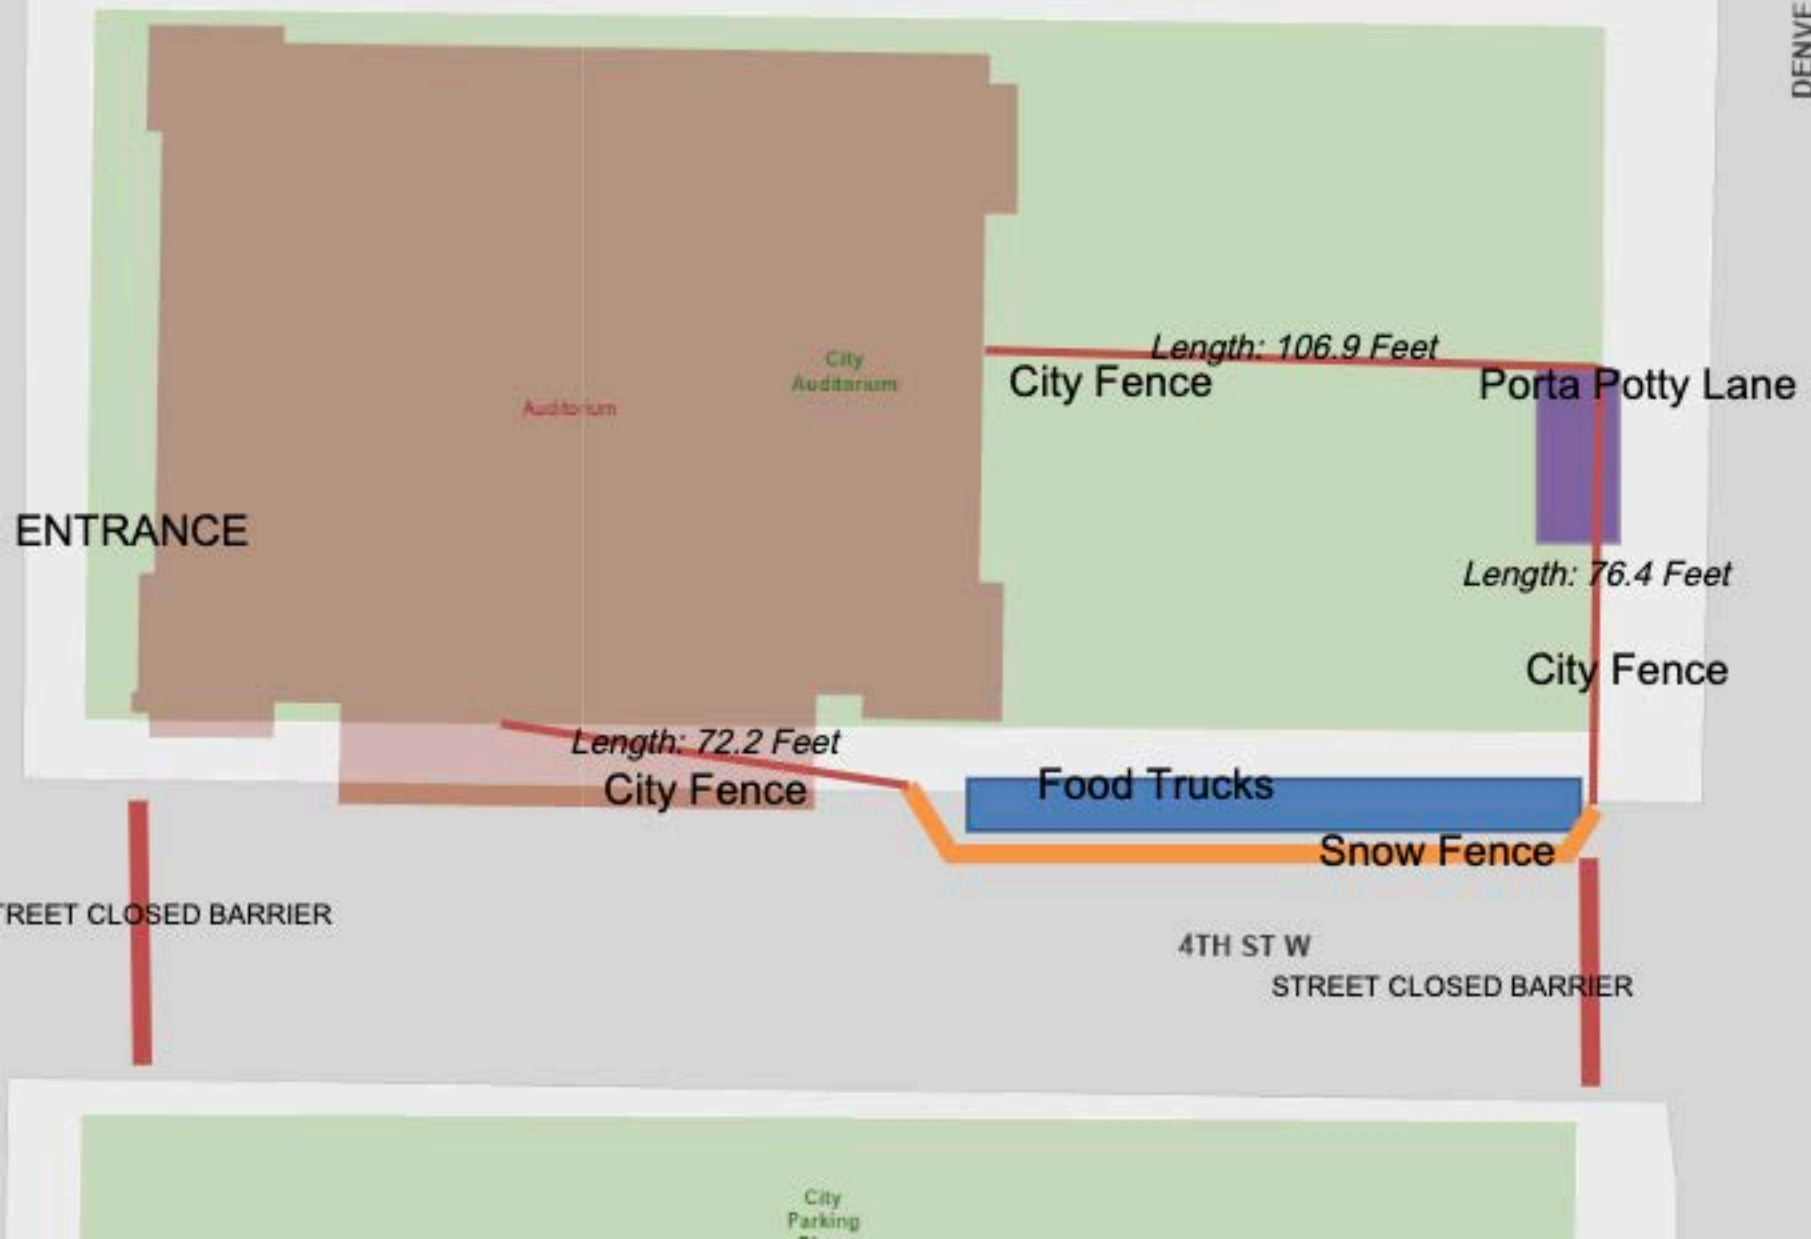 DENVE
Length: 106.9 Feet
City Fence
Porta Potty Lane
City
Auditorium
Auditorium
ENTRANCE
Length: 76.4 Feet
City Fence
Length: 72.2 Feet
City Fence
Food Trucks
Snow Fence
TREET CLOSED BARRIER
4TH ST W
STREET CLOSED BARRIER
City
Parking